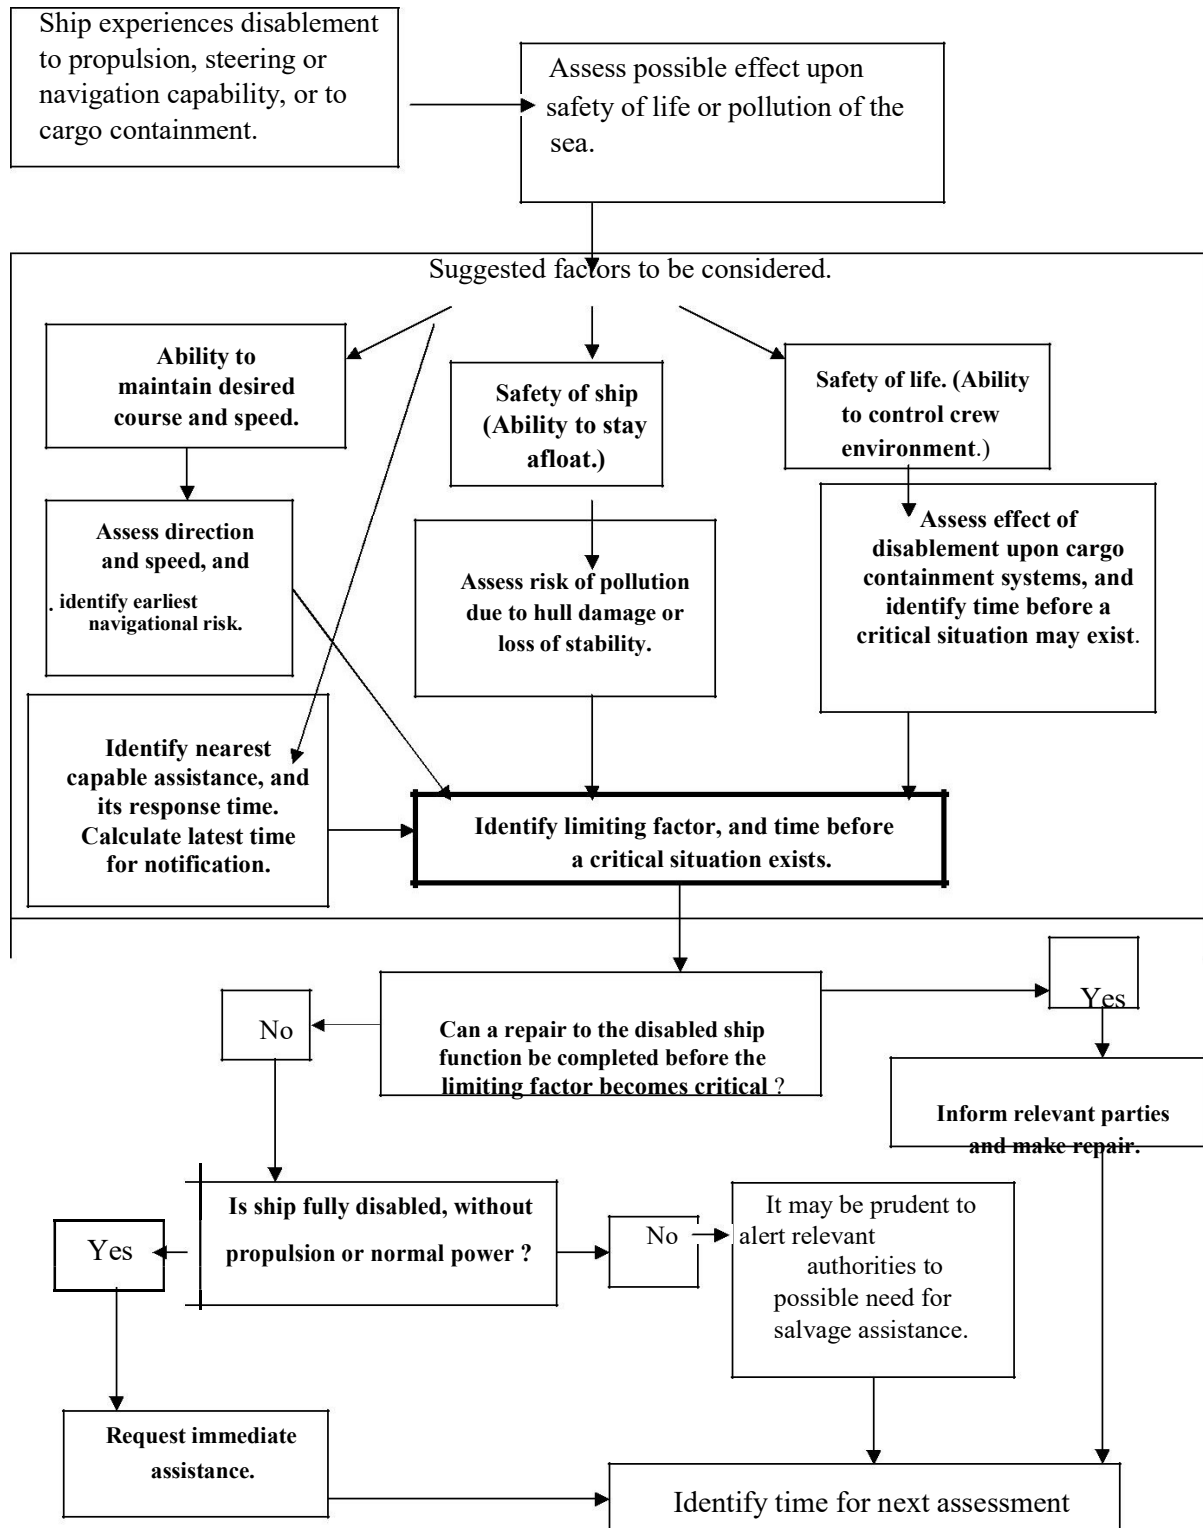 Ship experiences disablement
to propulsion, steering or
navigation capability, or to
cargo containment.
Assess possible effect upon
safety of life or pollution of the
sea.
Suggested factors to be considered.
Ability to
maintain desired
course and speed.
Safety of ship
(Ability to stay
afloat.)
Safety of life. (Ability
to control crew
environment.)
Assess direction
and speed, and
. identify earliest
navigational risk.
Assess risk of pollution
due to hull damage or
loss of stability.
Assess effect of
disablement upon cargo
containment systems, and
identify time before a
critical situation may exist.
Identify nearest
capable assistance, and
its response time.
Calculate latest time
for notification.
Identify limiting factor, and time before
a critical situation exists.
Can a repair to the disabled ship
function be completed before the
limiting factor becomes critical ?
No
Yes
Inform relevant parties
and make repair.
Is ship fully disabled, without
propulsion or normal power ?
Yes
No
It may be prudent to
alert relevant
authorities to
possible need for
salvage assistance.
Request immediate
assistance.
Identify time for next assessment